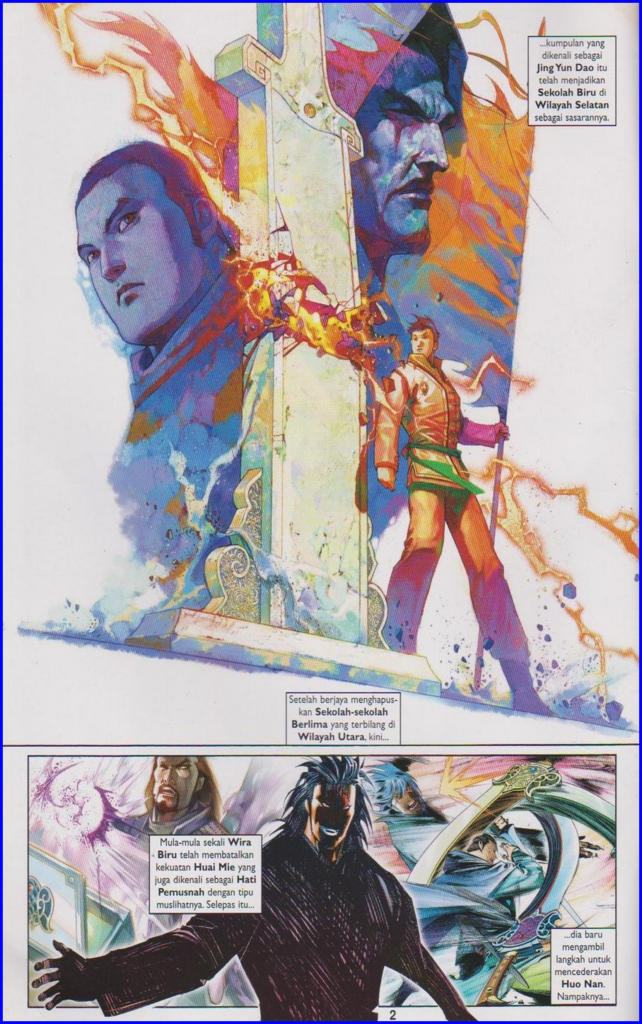 ...kumpulan yang
dikenali sebagai
Jing Yun Dao itu
telah menjadikan
Sekolah Biru di
Wilayah Selatan
sebagai sasarannya.
Setelah berjaya menghapus-
kan Sekolah-sekolah
Berlima yang terbilang di
Wilayah Utara, kini...
Mula-mula sekali Wira
Biru telah membatalkan
kekuatan Huai Mie yang
juga dikenali sebagai Hati
Pemusnah dengan tipu
muslihatnya. Selepas itu...
...dia baru
mengambil
langkah untuk
mencederakan
Huo Nan.
Nampaknya...
2